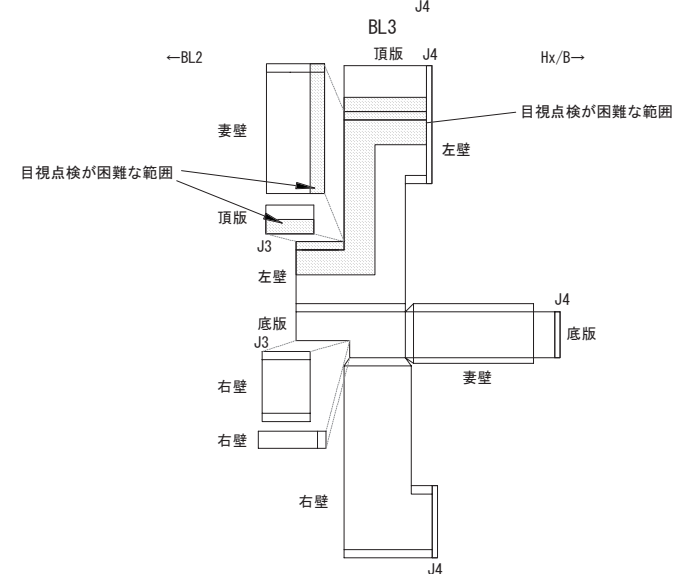 J4
BL3
←BL2
頂版
J4
Hx/B→
目視点検が困難な範囲
妻壁
左壁
目視点検が困難な範囲
頂版
J3
左壁
J4
底版
底版
J3
妻壁
右壁
右壁
右壁
J4